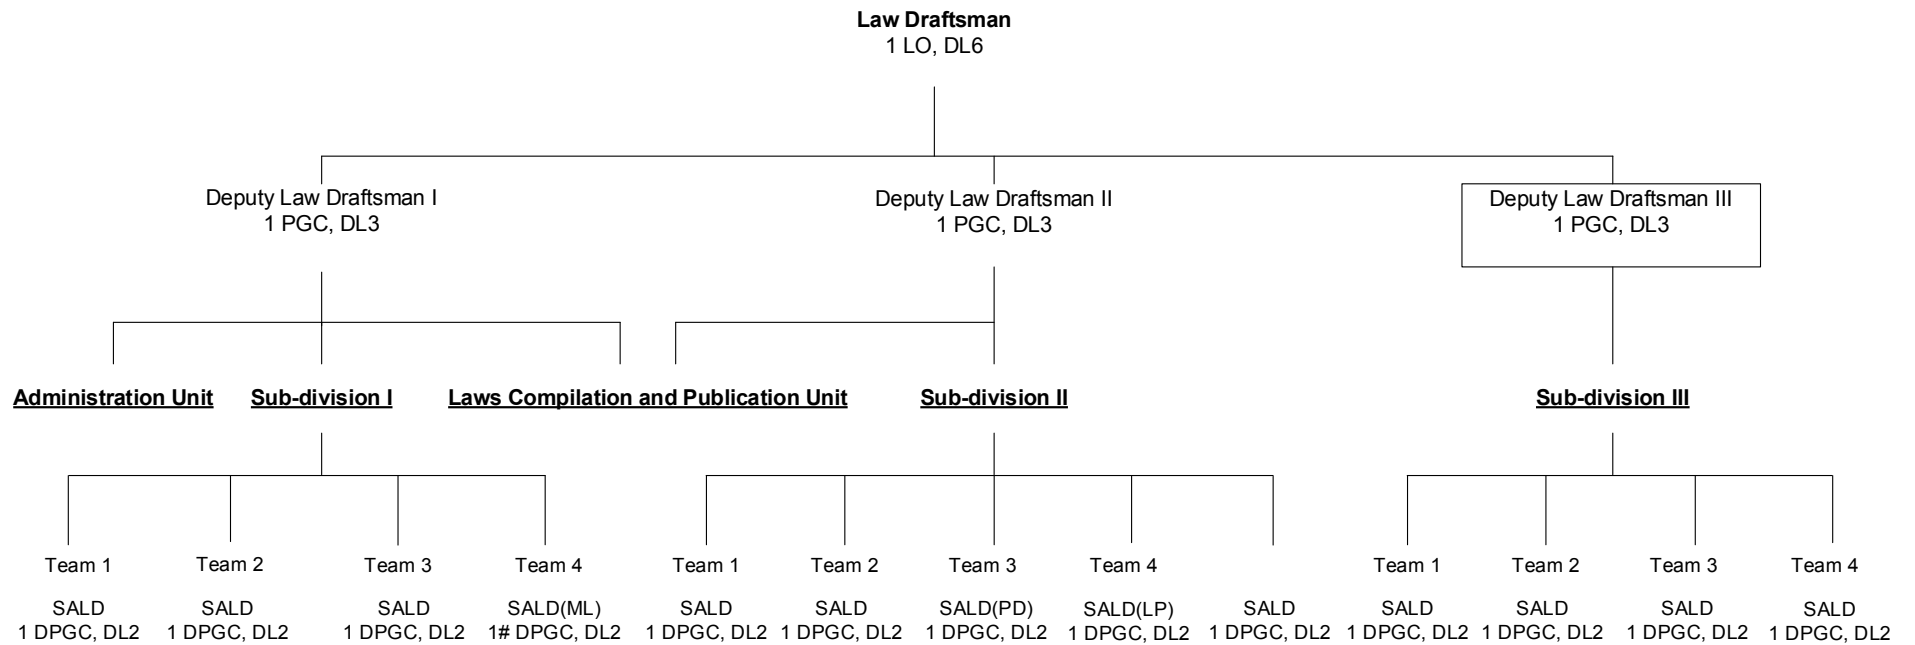 Law Draftsman
1 LO, DL6
Deputy Law Draftsman I
1 PGC, DL3
Deputy Law Draftsman II
1 PGC, DL3
Deputy Law Draftsman III
1 PGC, DL3
Administration Unit
Sub-division I
Laws Compilation and Publication Unit
Sub-division II
Sub-division III
Team 1
SALD
1 DPGC, DL2
Team 2
SALD
1 DPGC, DL2
Team 3
SALD
1 DPGC, DL2
Team 4
SALD(ML)
1# DPGC, DL2
Team 1
SALD
1 DPGC, DL2
Team 2
SALD
1 DPGC, DL2
Team 3
SALD(PD)
1 DPGC, DL2
Team 4
SALD(LP)
1 DPGC, DL2
SALD
1 DPGC, DL2
Team 1
SALD
1 DPGC, DL2
Team 2
SALD
1 DPGC, DL2
Team 3
SALD
1 DPGC, DL2
Team 4
SALD
1 DPGC, DL2